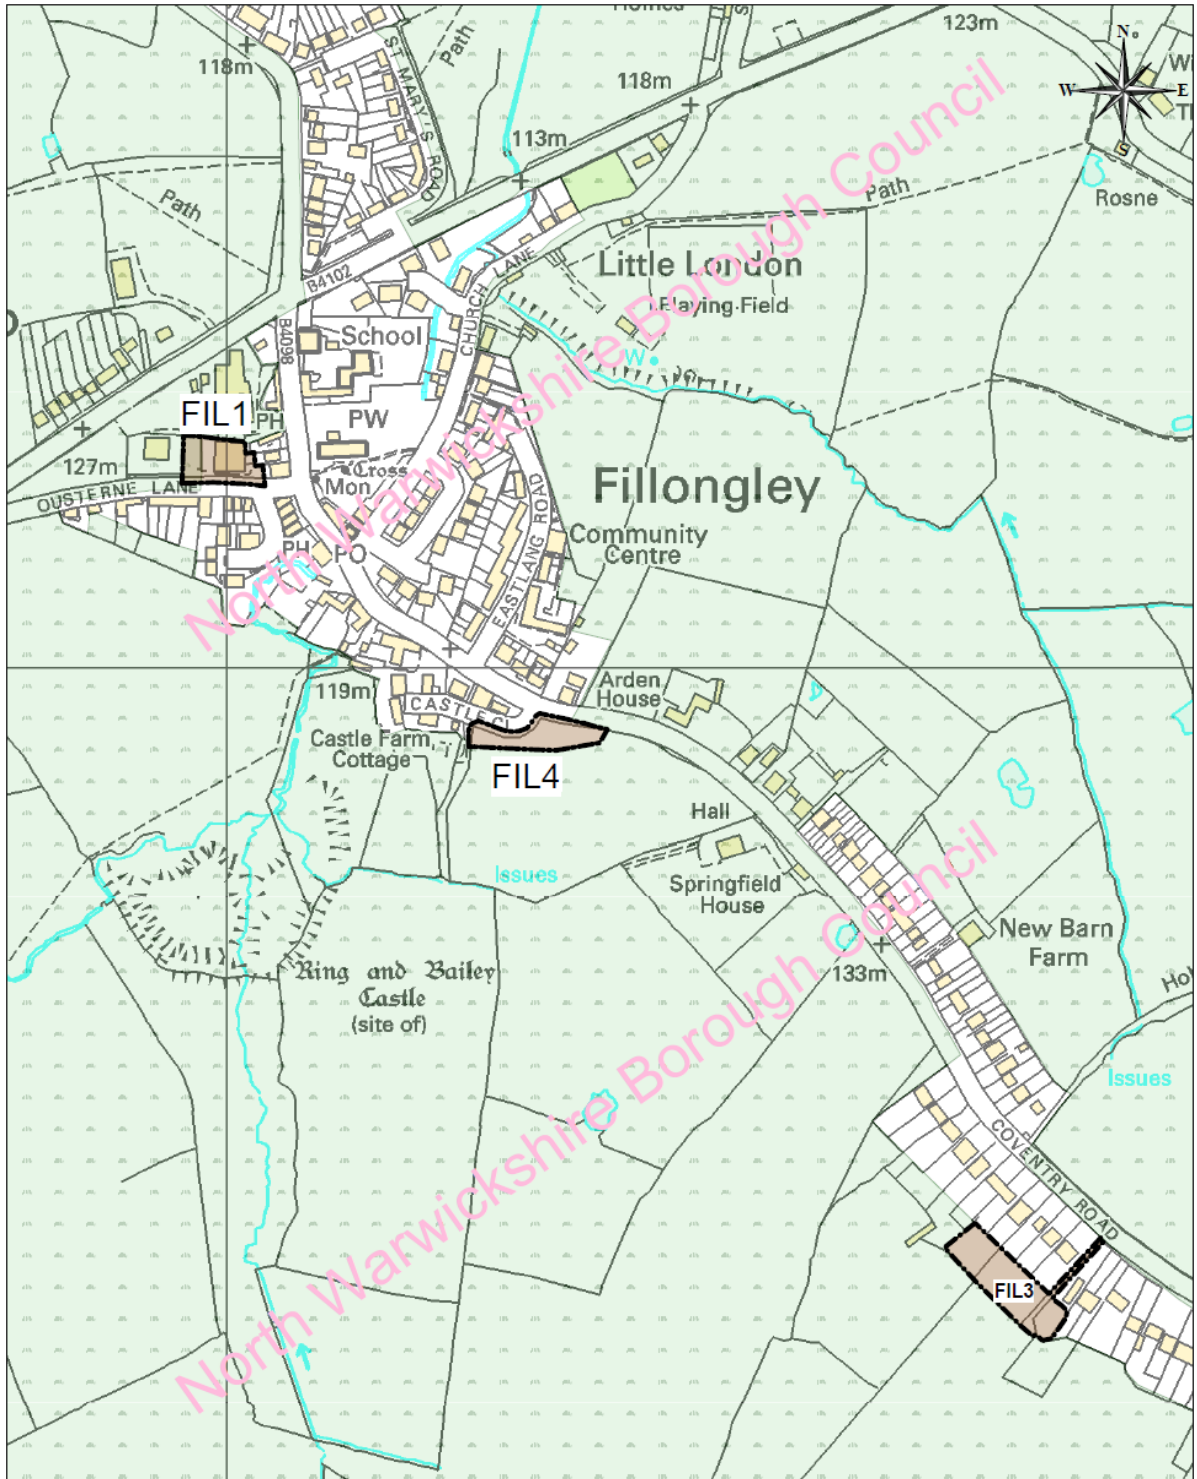 123m
118m
ST MARY'S ROAD
Path
118m
N
W
E
S
113m
Path
Path
Rosne
B4102
Little London
Playing Field
LANE
CHURCH
B4098
School
W
FIL1
PH
PW
127m
Cross
Mon
OUSTERNE LANE
Fillongley
PH
PO
Community
Centre
EASTLANG ROAD
119m
Arden
House
CASTLE CL
Castle Farm
Cottage
FIL4
Hall
Issues
Springfield
House
New Barn
Farm
133m
Ring and Bailey
Castle
(site of)
Issues
COVENTRY ROAD
FIL3
North Warwickshire Borough Council
North Warwickshire Borough Council